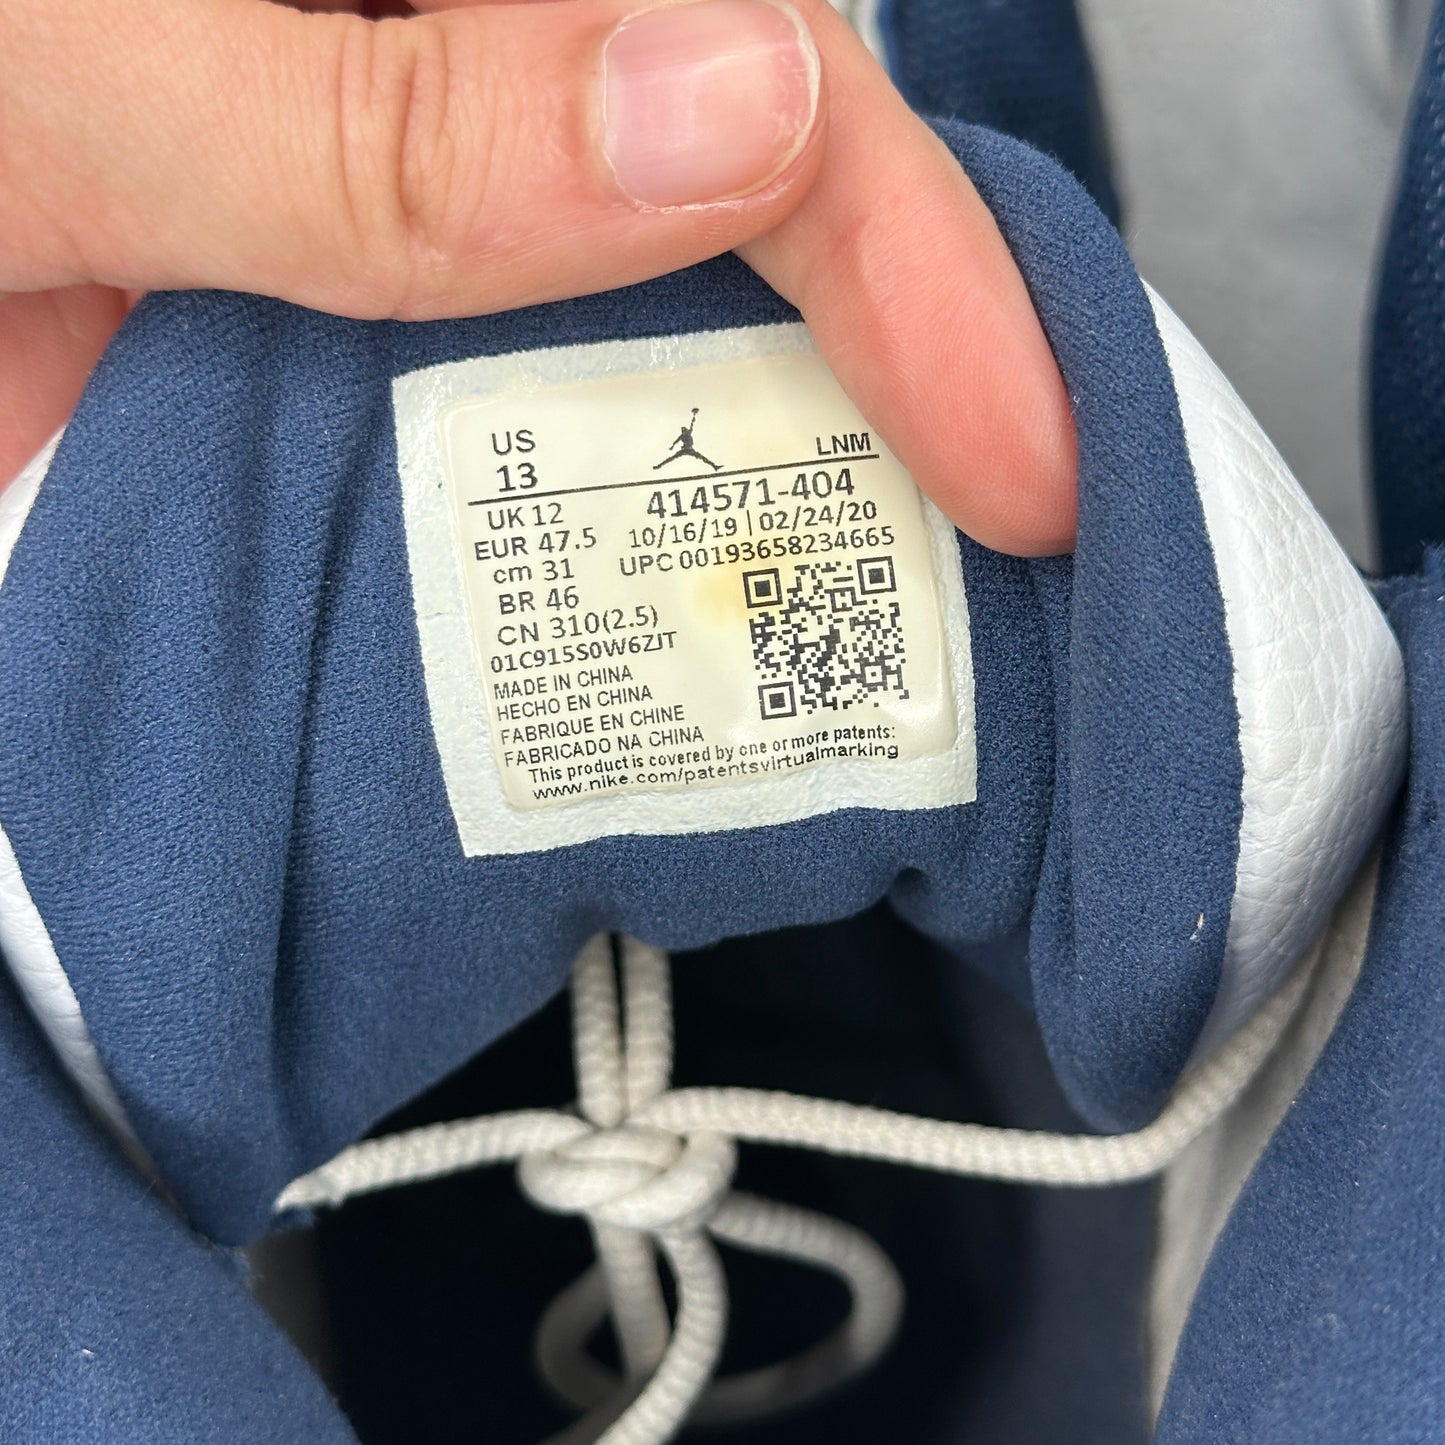 US LNM
13 414571-404
UK 12 10/16/19 | 02/24/20
EUR 47.5 UPC 00193658234665
cm 31
BR 46
CN 310(2.5)
01C915S0W6ZJT
MADE IN CHINA
HECHO EN CHINA
FABRIQUE EN CHINE
FABRICADO NA CHINA
This product is covered by one or more patents:
www.nike.com/patentsvirtualmarking